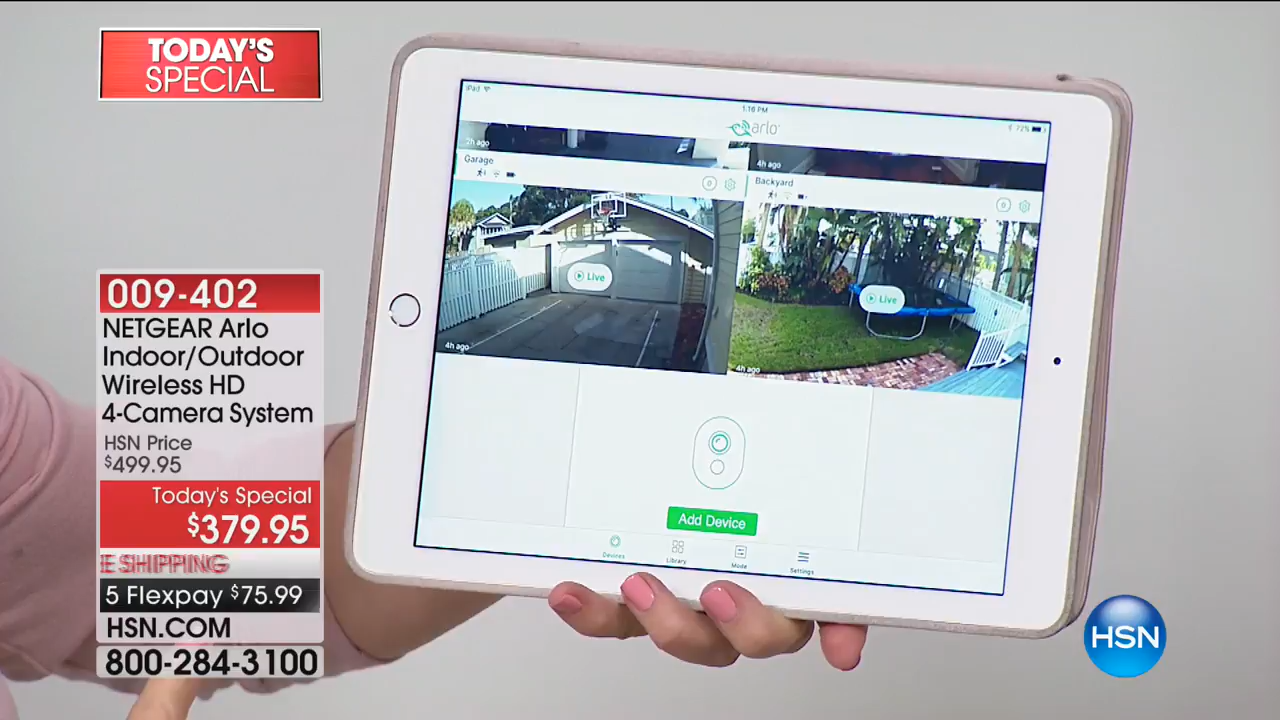 TODAY'S
SPECIAL
009-402
NETGEAR Arlo
Indoor/Outdoor
Wireless HD
4-Camera System
HSN Price
$499.95
Today's Special
$379.95
E SHIPPING
5 Flexpay $75.99
HSN.COM
800-284-3100
iPad
1:16 PM
72%
arlo
2h ago
4h ago
Garage
0
Backyard
0
Live
Live
4h ago
4h ago
Add Device
Devices
Library
Mode
Settings
HSN